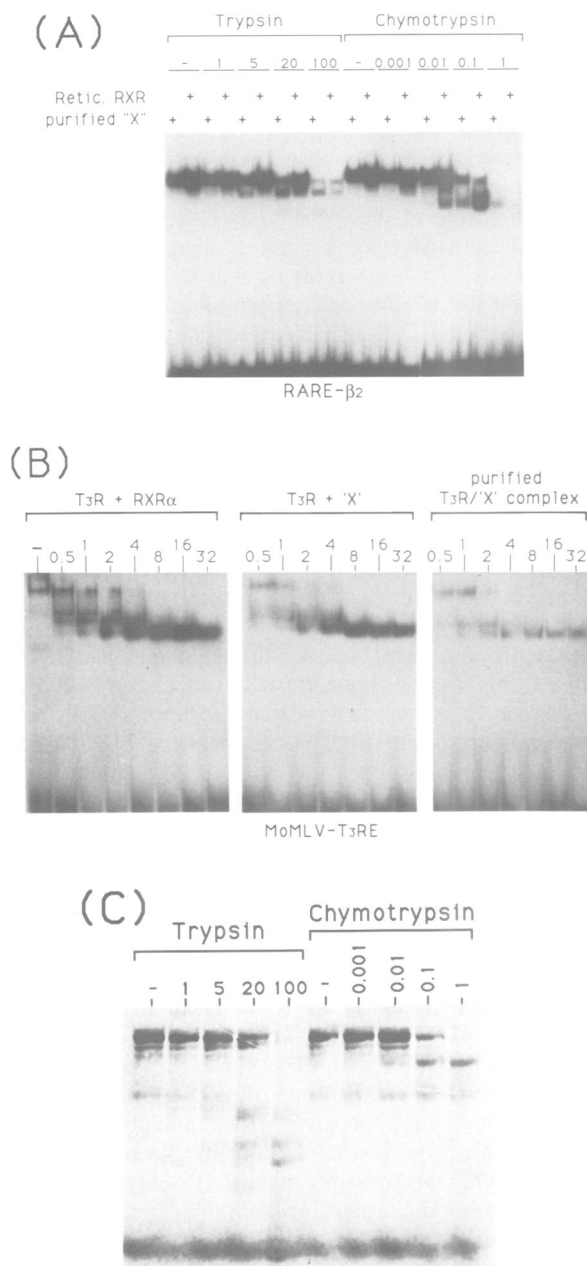 (A)
Trypsin Chymotrypsin
- 1 5 20 100 - 0.001 0.01 0.1 1
Retic. RXR + + + + + + + + + +
purified "X" + + + + + + + + + +
RARE-β2
(B)
T3R + RXRα T3R + 'X' purified T3R/'X' complex
- 0.5 1 2 4 8 16 32 0.5 1 2 4 8 16 32 0.5 1 2 4 8 16 32
MoMLV-T3RE
(C)
Trypsin Chymotrypsin
- 1 5 20 100 - 0.001 0.01 0.1 1